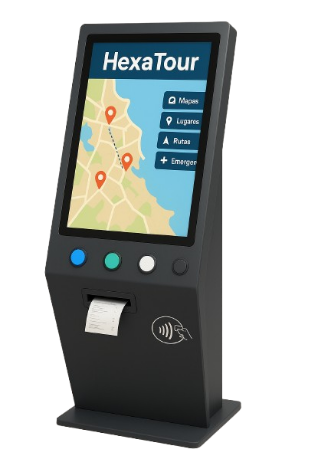 HexaTour
Mapas
Lugares
Rutas
Emergen